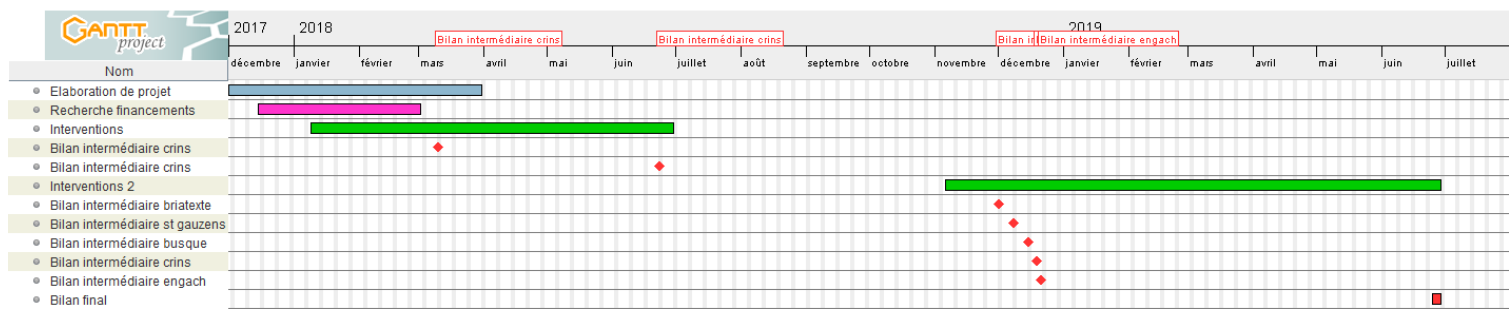 GANTT
project
2017 2018 2019
Bilan intermédiaire crins Bilan intermédiaire crins Bilan i Bilan intermédiaire engach
décembre janvier février mars avril mai juin juillet août septembre octobre novembre décembre janvier février mars avril mai juin juillet
Nom
Elaboration de projet
Recherche financements
Interventions
Bilan intermédiaire crins
Bilan intermédiaire crins
Interventions 2
Bilan intermédiaire briatexte
Bilan intermédiaire st gauzens
Bilan intermédiaire busque
Bilan intermédiaire crins
Bilan intermédiaire engach
Bilan final